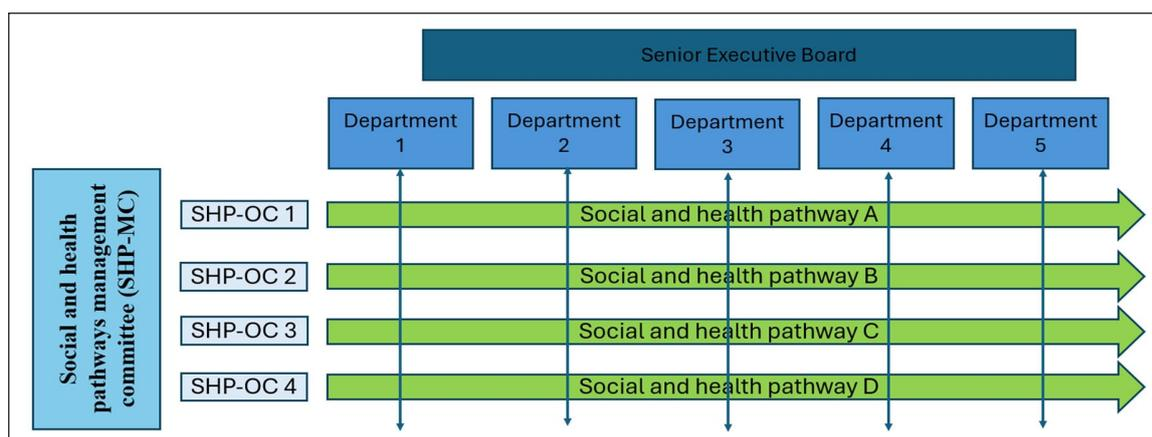 Senior Executive Board
Department
1
Department
2
Department
3
Department
4
Department
5
Social and health
pathways management
committee (SHP-MC)
SHP-OC 1
Social and health pathway A
SHP-OC 2
Social and health pathway B
SHP-OC 3
Social and health pathway C
SHP-OC 4
Social and health pathway D